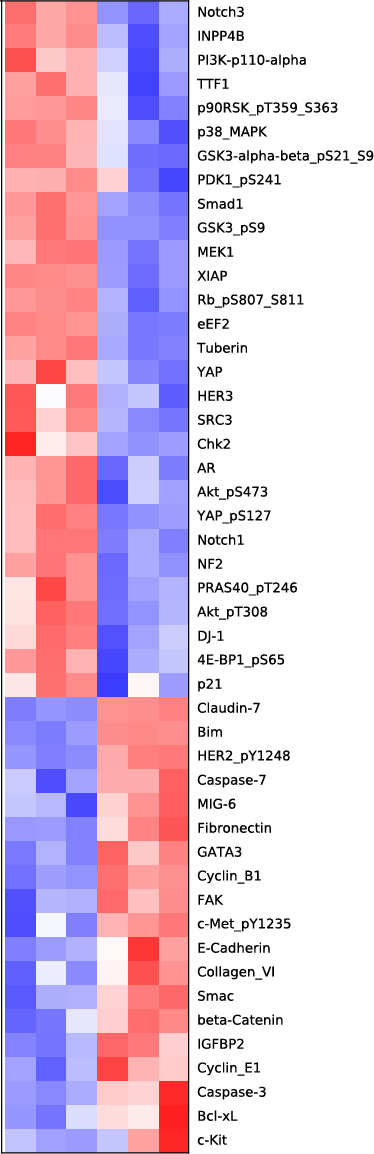 Notch3
INPP4B
PI3K-p110-alpha
TTF1
p90RSK_pT359_S363
p38_MAPK
GSK3-alpha-beta_pS21_S9
PDK1_pS241
Smad1
GSK3_pS9
MEK1
XIAP
Rb_pS807_S811
eEF2
Tuberin
YAP
HER3
SRC3
Chk2
AR
Akt_pS473
YAP_pS127
Notch1
NF2
PRAS40_pT246
Akt_pT308
DJ-1
4E-BP1_pS65
p21
Claudin-7
Bim
HER2_pY1248
Caspase-7
MIG-6
Fibronectin
GATA3
Cyclin_B1
FAK
c-Met_pY1235
E-Cadherin
Collagen_VI
Smac
beta-Catenin
IGFBP2
Cyclin_E1
Caspase-3
Bcl-xL
c-Kit